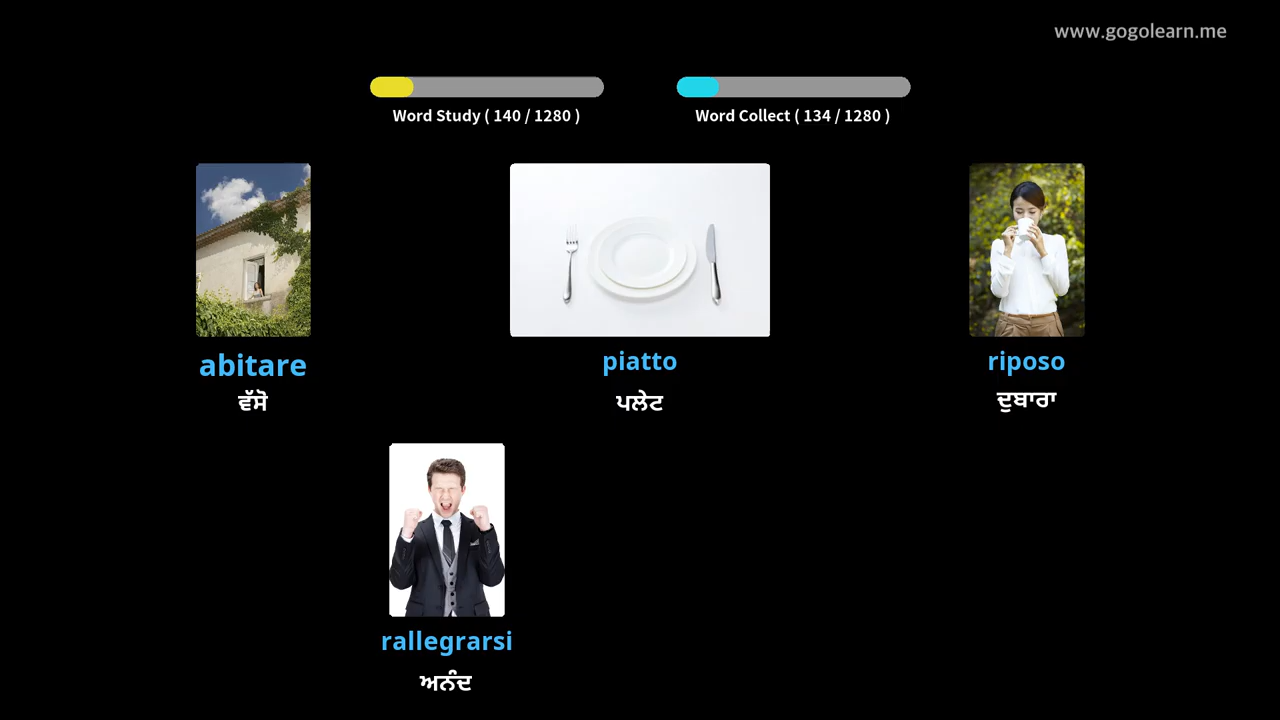 www.gogolearn.me
Word Study ( 140 / 1280 )
Word Collect ( 134 / 1280 )
abitare
piatto
riposo
ਵੱਸੋ
ਪਲੇਟ
ਦੁਬਾਰਾ
rallegrarsi
ਅਨੰਦ